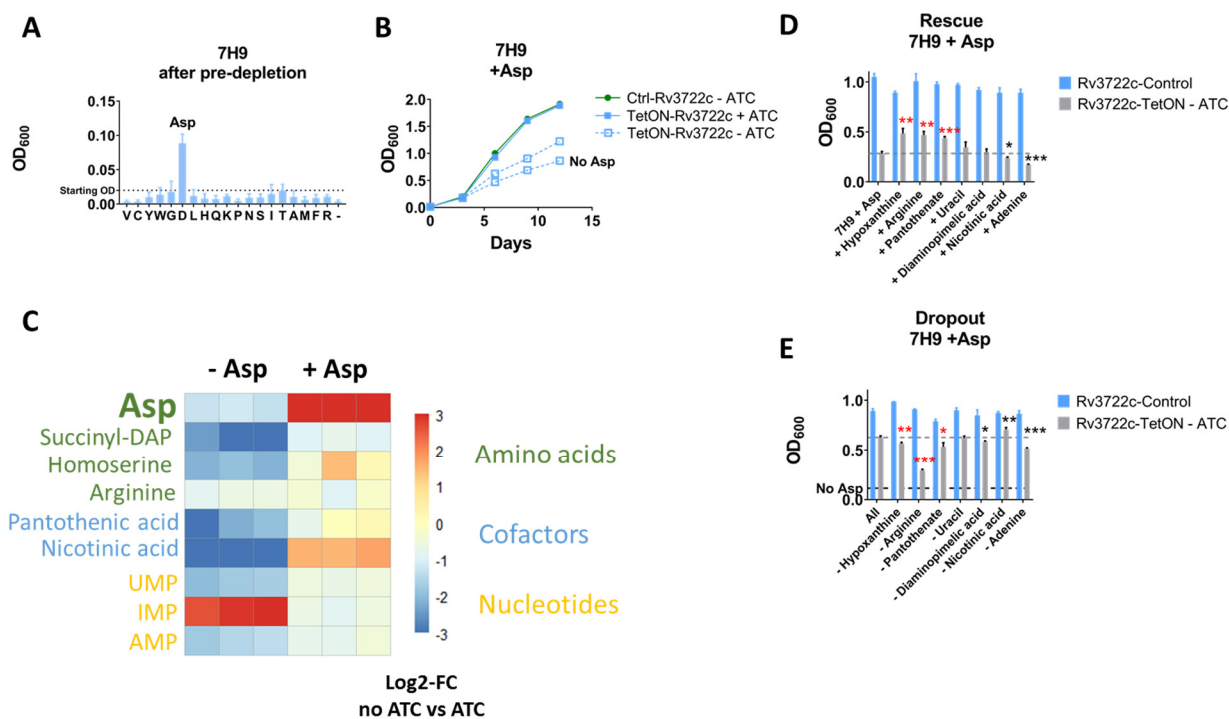 A
7H9
after pre-depletion
OD600
0.15
0.10
0.05
0.00
Asp
Starting OD
V C Y W G D L H Q K P N S I T A M F R -
B
7H9
+Asp
OD600
2.0
1.5
1.0
0.5
0.0
0 5 10 15
Days
No Asp
Ctrl-Rv3722c - ATC
TetON-Rv3722c + ATC
TetON-Rv3722c - ATC
C
- Asp + Asp
Asp
Succinyl-DAP
Homoserine
Arginine
Pantothenic acid
Nicotinic acid
UMP
IMP
AMP
3
2
1
0
-1
-2
-3
Amino acids
Cofactors
Nucleotides
Log2-FC
no ATC vs ATC
D
Rescue
7H9 + Asp
OD600
1.0
0.5
0.0
** ** *** * ***
7H9 + Asp
+ Hypoxanthine
+ Arginine
+ Pantothenate
+ Uracil
+ Diaminopimelic acid
+ Nicotinic acid
+ Adenine
Rv3722c-Control
Rv3722c-TetON - ATC
E
Dropout
7H9 +Asp
OD600
1.0
0.5
0.0
No Asp
** *** * * ** ***
All
- Hypoxanthine
- Arginine
- Pantothenate
- Uracil
- Diaminopimelic acid
- Nicotinic acid
- Adenine
Rv3722c-Control
Rv3722c-TetON - ATC